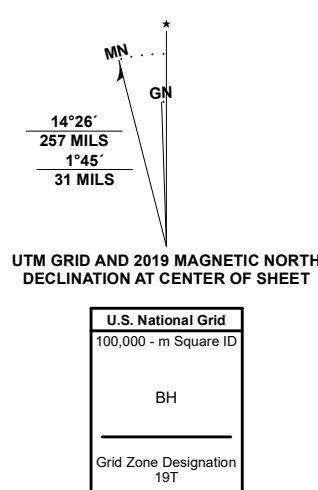 ★
MN
GN
14°26´
257 MILS
1°45´
31 MILS
UTM GRID AND 2019 MAGNETIC NORTH
DECLINATION AT CENTER OF SHEET
U.S. National Grid
100,000 - m Square ID
BH
Grid Zone Designation
19T